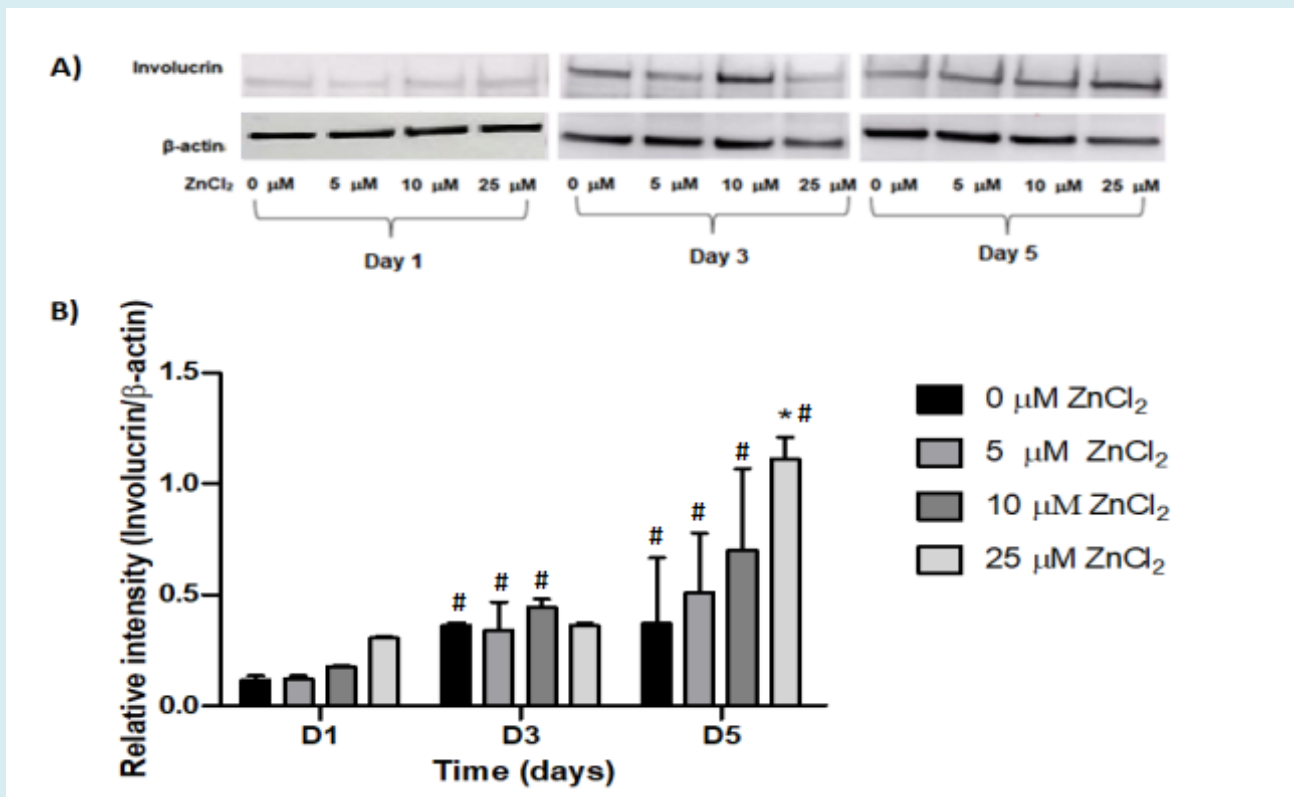 A)
Involucrin
β-actin
ZnCl₂ 0 μM 5 μM 10 μM 25 μM 0 μM 5 μM 10 μM 25 μM 0 μM 5 μM 10 μM 25 μM
Day 1 Day 3 Day 5
B)
Relative intensity (Involucrin/β-actin)
1.5
1.0
0.5
0.0
# # # # # # *#
D1 D3 D5
Time (days)
0 μM ZnCl₂
5 μM ZnCl₂
10 μM ZnCl₂
25 μM ZnCl₂